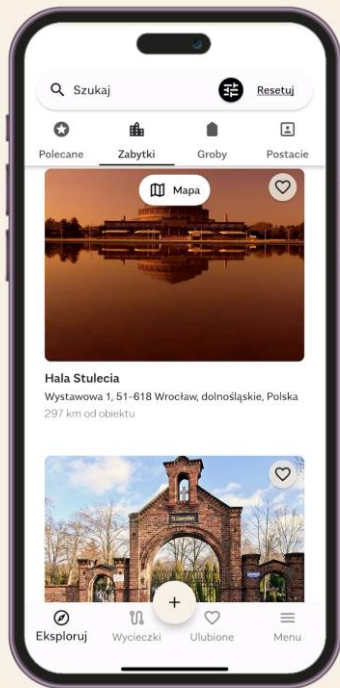 Szukaj
Resetuj
Polecane
Zabytki
Groby
Postacie
Mapa
Hala Stulecia
Wystawowa 1, 51-618 Wrocław, dolnośląskie, Polska
297 km od obiektu
Eksploruj
Wycieczki
Ulubione
Menu